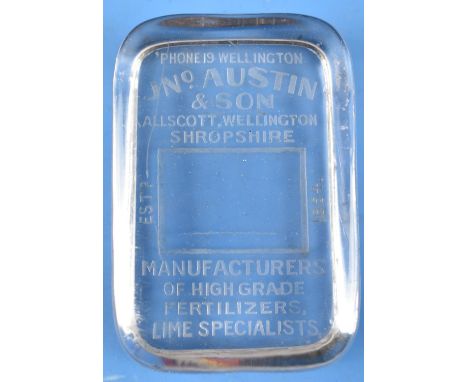 'PHONE 19 WELLINGTON
JNO. AUSTIN
& SON
ALLSCOTT, WELLINGTON
SHROPSHIRE
ESTD
MANUFACTURERS
OF HIGH GRADE
FERTILIZERS,
LIME SPECIALISTS